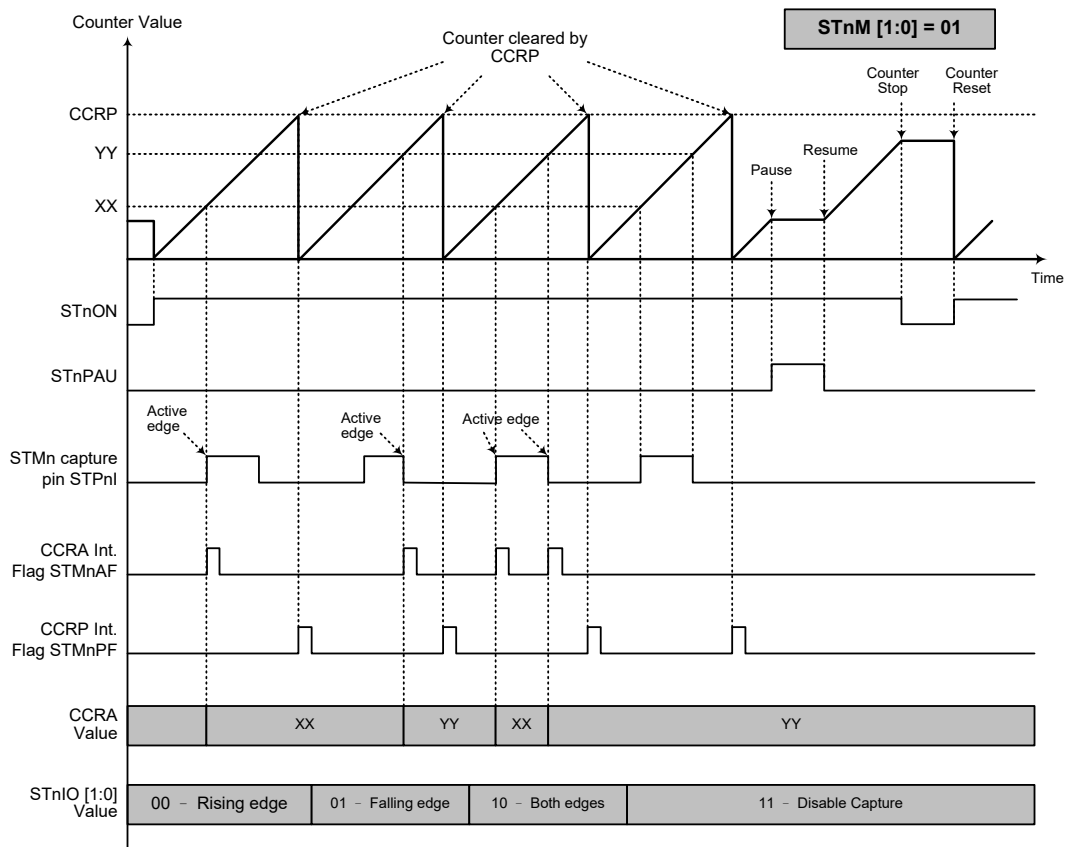 Counter Value
STnM [1:0] = 01
Counter cleared by
CCRP
Counter
Stop
Counter
Reset
CCRP
YY
XX
Pause
Resume
Time
STnON
STnPAU
Active
edge
Active
edge
Active edge
STMn capture
pin STPnI
CCRA Int.
Flag STMnAF
CCRP Int.
Flag STMnPF
CCRA
Value
XX
YY
XX
YY
STnIO [1:0]
Value
00 – Rising edge
01 – Falling edge
10 – Both edges
11 – Disable Capture